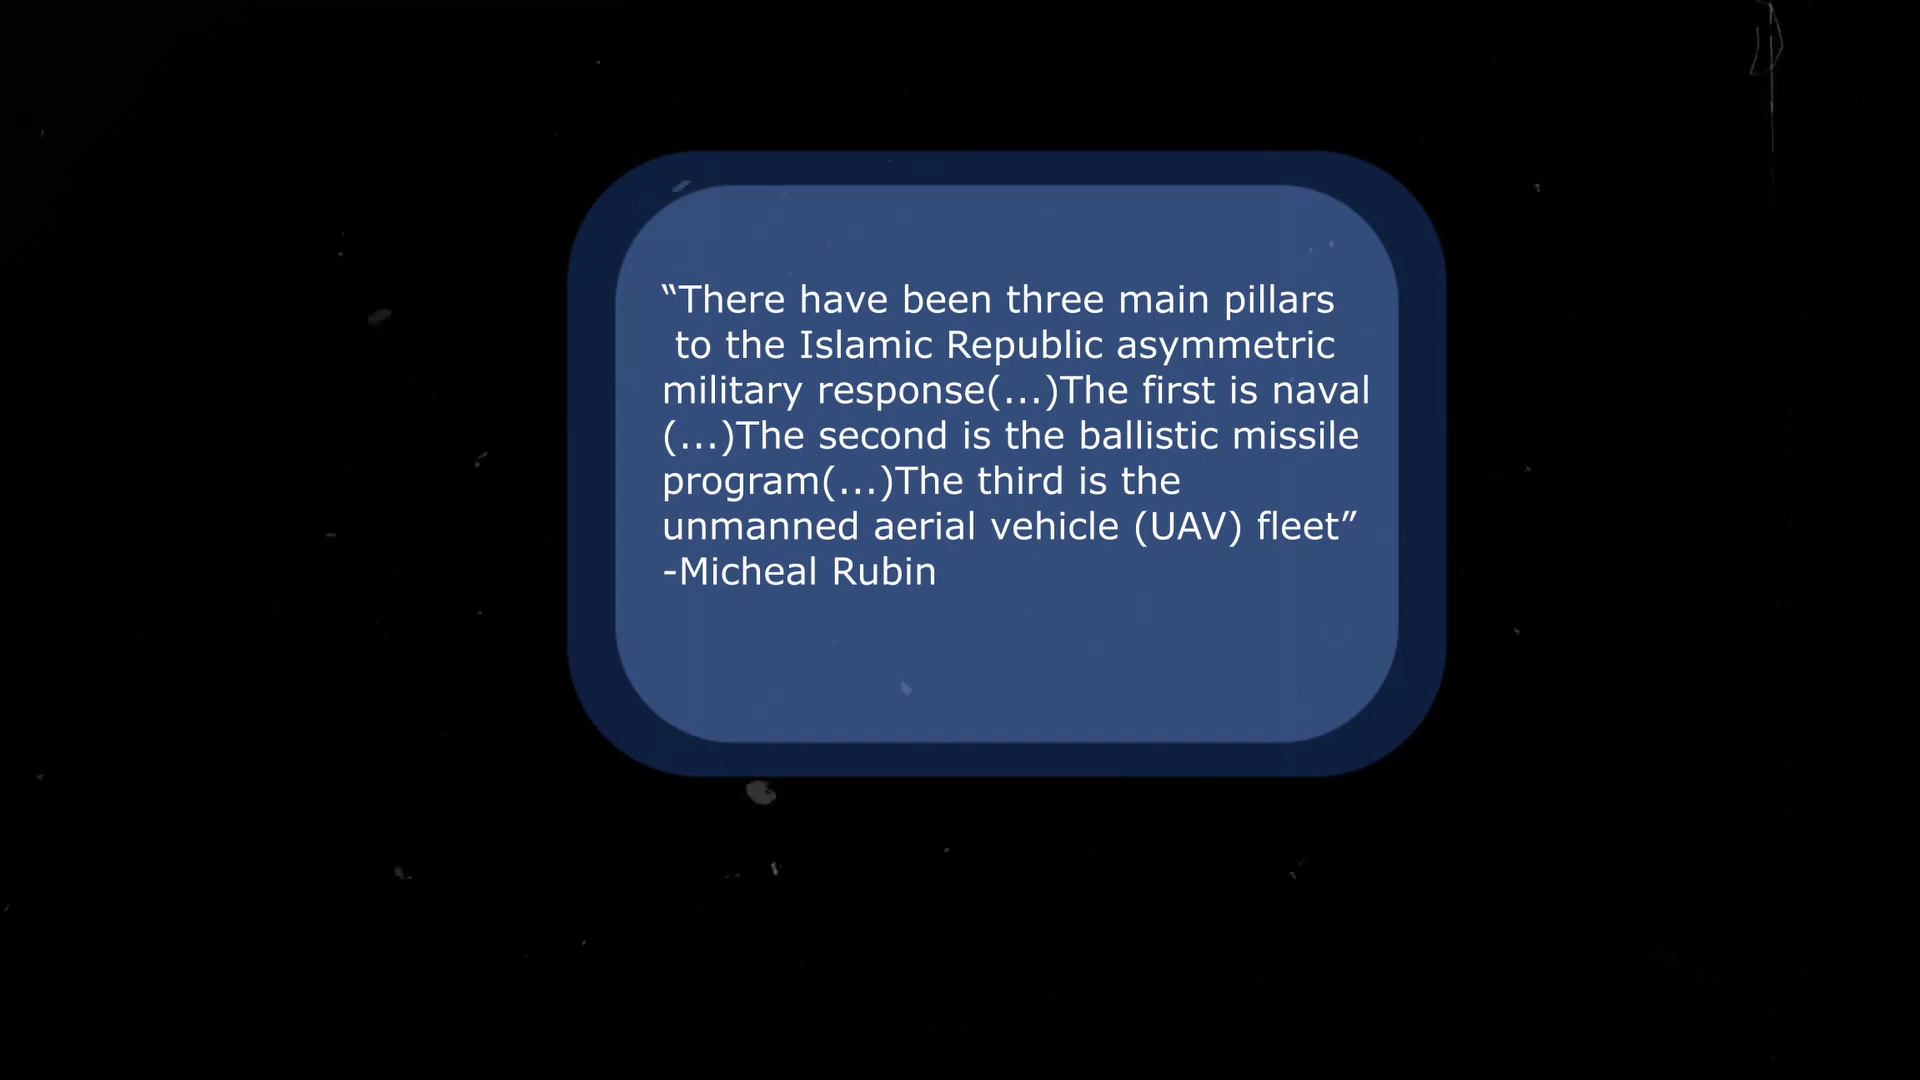 “There have been three main pillars
to the Islamic Republic asymmetric
military response(...)The first is naval
(...)The second is the ballistic missile
program(...)The third is the
unmanned aerial vehicle (UAV) fleet”
-Micheal Rubin